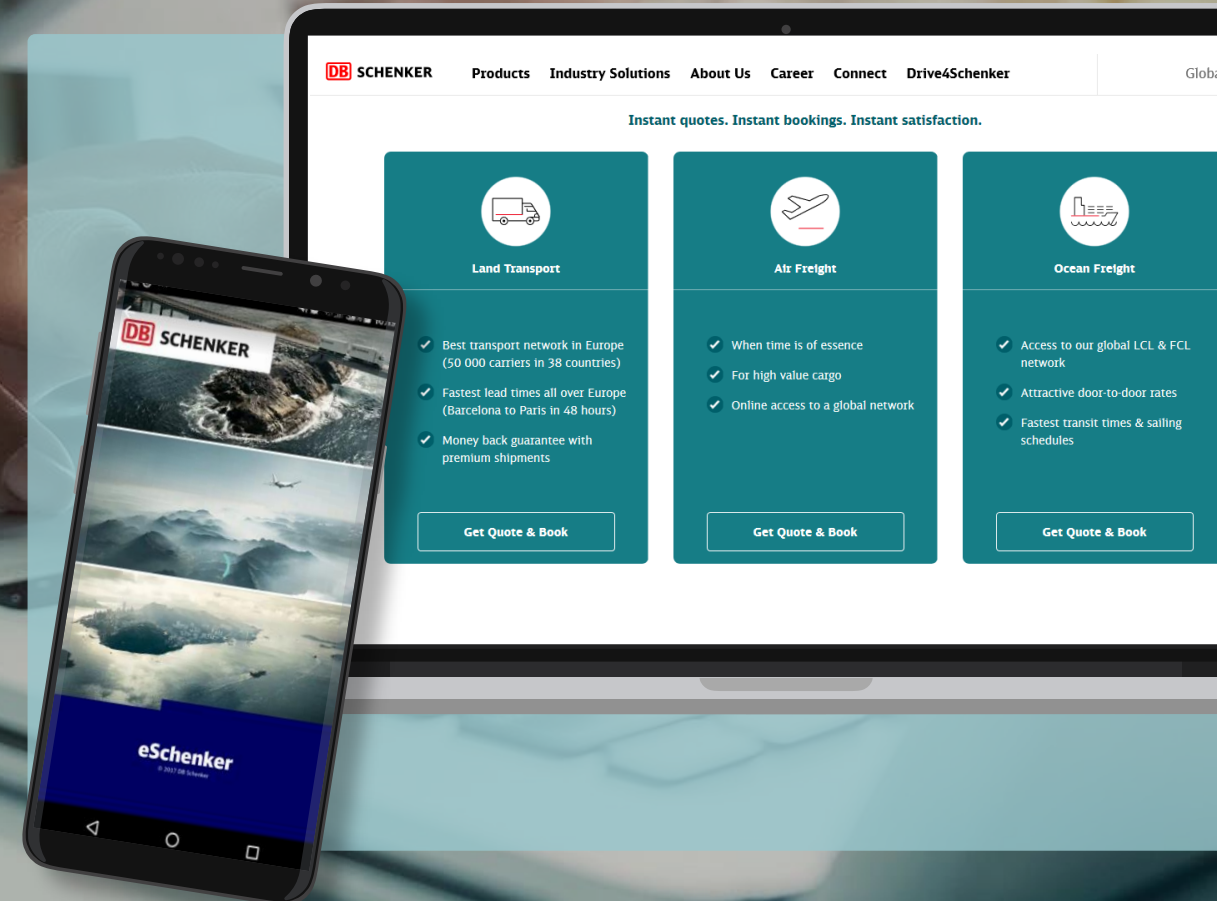 DB SCHENKER
Products Industry Solutions About Us Career Connect Drive4Schenker
Instant quotes. Instant bookings. Instant satisfaction.
Land Transport
Best transport network in Europe
(50 000 carriers in 38 countries)
Fastest lead times all over Europe
(Barcelona to Paris in 48 hours)
Money back guarantee with
premium shipments
Get Quote & Book
Air Freight
When time is of essence
For high value cargo
Online access to a global network
Get Quote & Book
Ocean Freight
Access to our global LCL & FCL
network
Attractive door-to-door rates
Fastest transit times & sailing
schedules
Get Quote & Book
DB SCHENKER
eSchenker
© 2017 DB Schenker